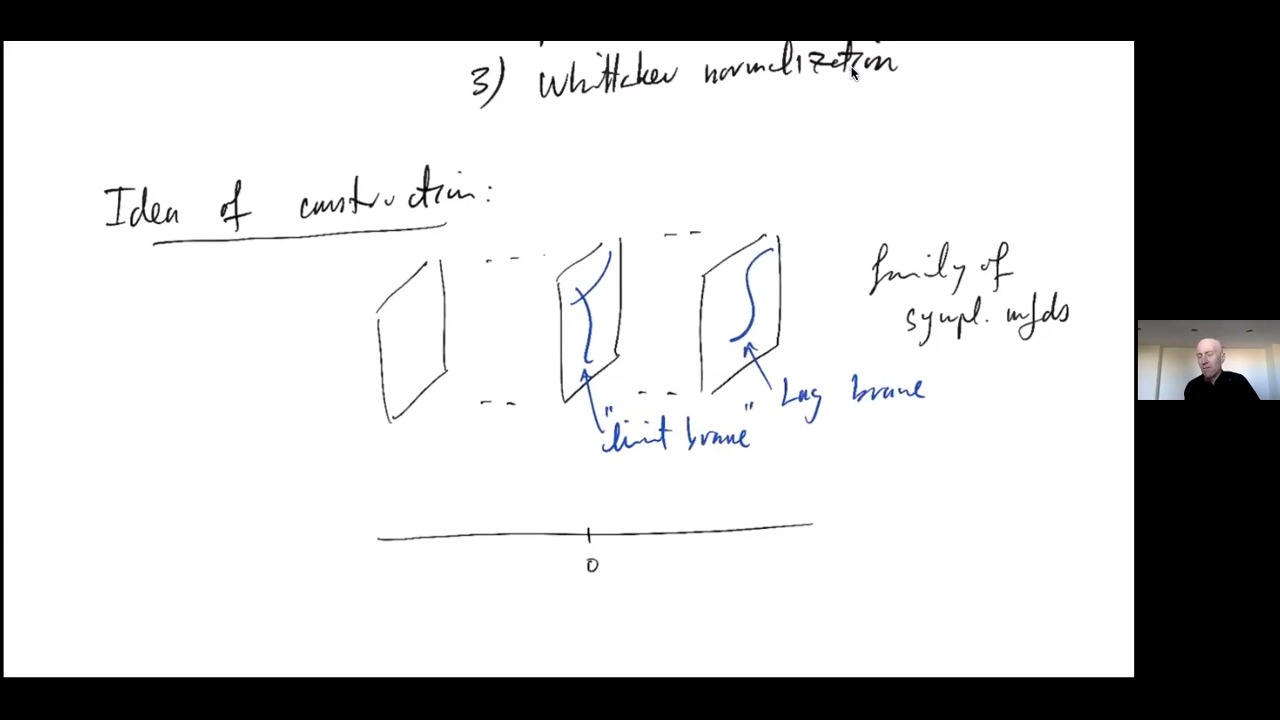 3) Whittaker normalization
Idea of construction:
family of
sympl. mfds
Lag brane
"limit brane"
0